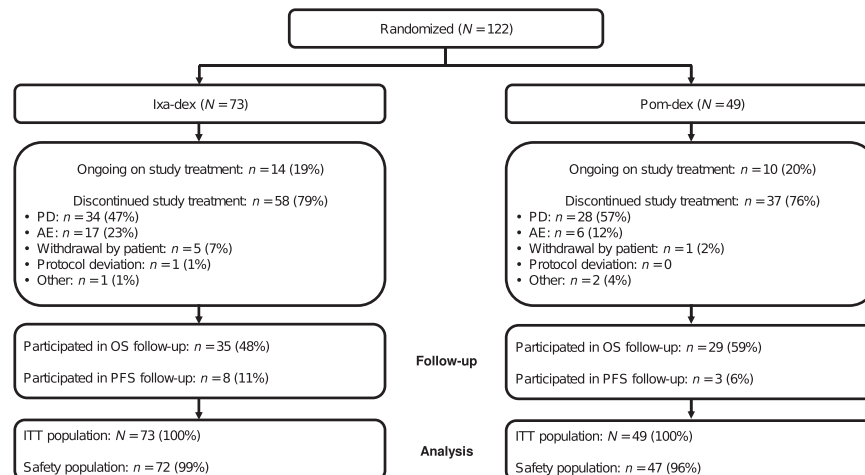 Randomized (N = 122)
Ixa-dex (N = 73)
Pom-dex (N = 49)
Ongoing on study treatment: n = 14 (19%)
Discontinued study treatment: n = 58 (79%)
• PD: n = 34 (47%)
• AE: n = 17 (23%)
• Withdrawal by patient: n = 5 (7%)
• Protocol deviation: n = 1 (1%)
• Other: n = 1 (1%)
Ongoing on study treatment: n = 10 (20%)
Discontinued study treatment: n = 37 (76%)
• PD: n = 28 (57%)
• AE: n = 6 (12%)
• Withdrawal by patient: n = 1 (2%)
• Protocol deviation: n = 0
• Other: n = 2 (4%)
Participated in OS follow-up: n = 35 (48%)
Participated in PFS follow-up: n = 8 (11%)
Follow-up
Participated in OS follow-up: n = 29 (59%)
Participated in PFS follow-up: n = 3 (6%)
ITT population: N = 73 (100%)
Safety population: n = 72 (99%)
Analysis
ITT population: N = 49 (100%)
Safety population: n = 47 (96%)